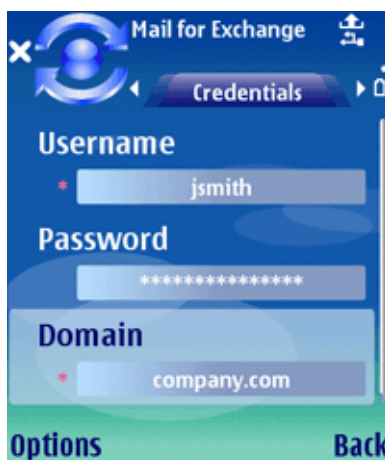 Mail for Exchange
Credentials
Username
* jsmith
Password
***************
Domain
* company.com
Options Back